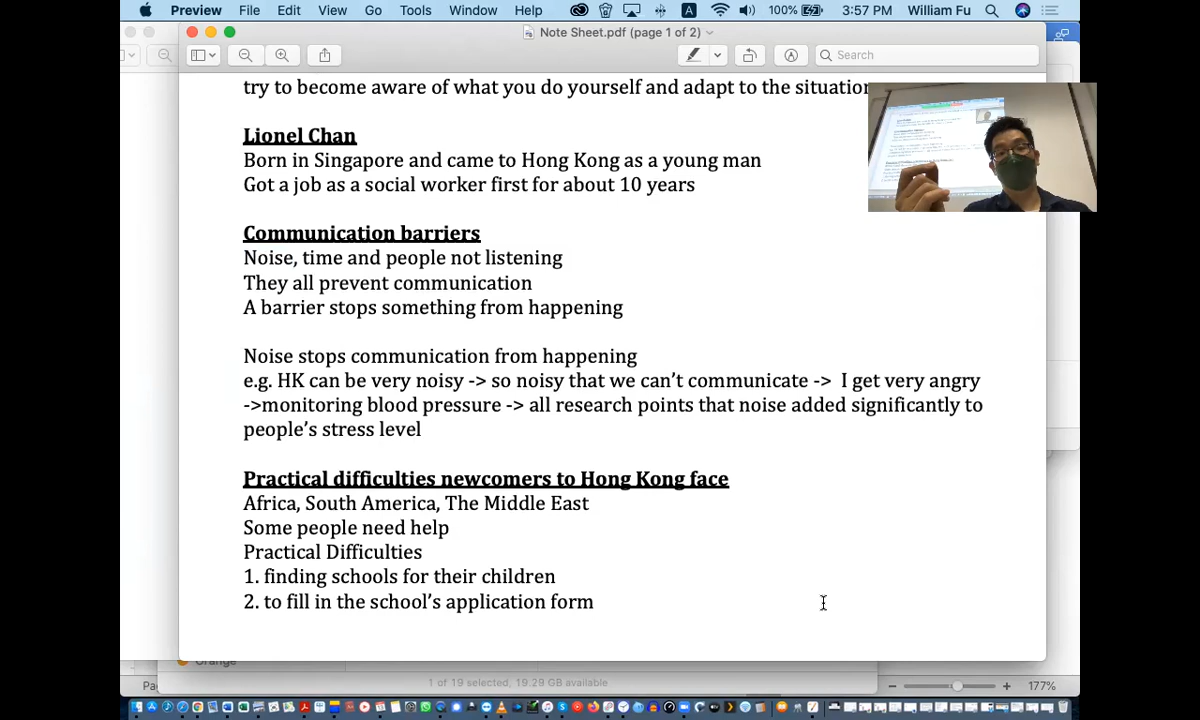 Preview File Edit View Go Tools Window Help 100% 3:57 PM William Fu
Note Sheet.pdf (page 1 of 2)
Search
try to become aware of what you do yourself and adapt to the situation
Lionel Chan
Born in Singapore and came to Hong Kong as a young man
Got a job as a social worker first for about 10 years
Communication barriers
Noise, time and people not listening
They all prevent communication
A barrier stops something from happening
Noise stops communication from happening
e.g. HK can be very noisy -> so noisy that we can't communicate -> I get very angry
->monitoring blood pressure -> all research points that noise added significantly to
people's stress level
Practical difficulties newcomers to Hong Kong face
Africa, South America, The Middle East
Some people need help
Practical Difficulties
1. finding schools for their children
2. to fill in the school's application form
Orange
1 of 19 selected, 19.29 GB available
177%